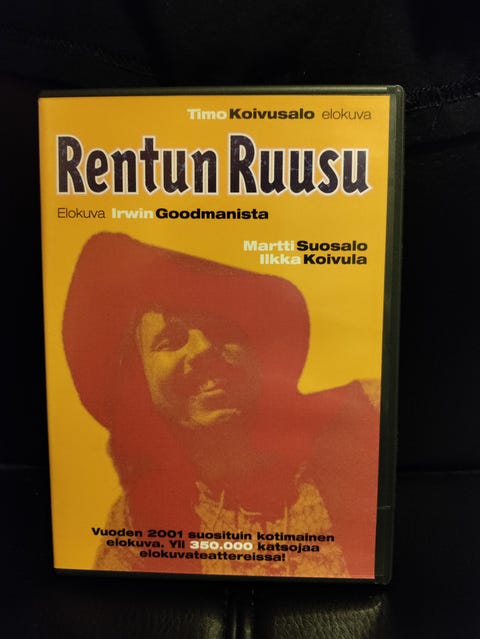 Timo Koivusalo elokuva
Rentun Ruusu
Elokuva Irwin Goodmanista
Martti Suosalo
Ilkka Koivula
Vuoden 2001 suosituin kotimainen
elokuva. Yli 350.000 katsojaa
elokuvateattereissa!